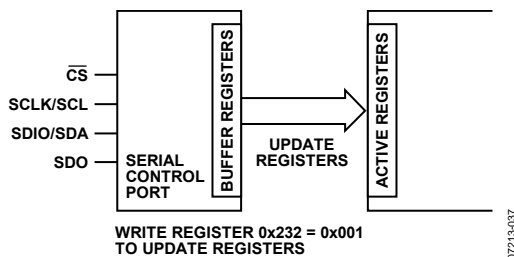 CS
SCLK/SCL
SDIO/SDA
SDO
SERIAL
CONTROL
PORT
BUFFER REGISTERS
UPDATE
REGISTERS
ACTIVE REGISTERS
WRITE REGISTER 0x232 = 0x001
TO UPDATE REGISTERS
07213-037